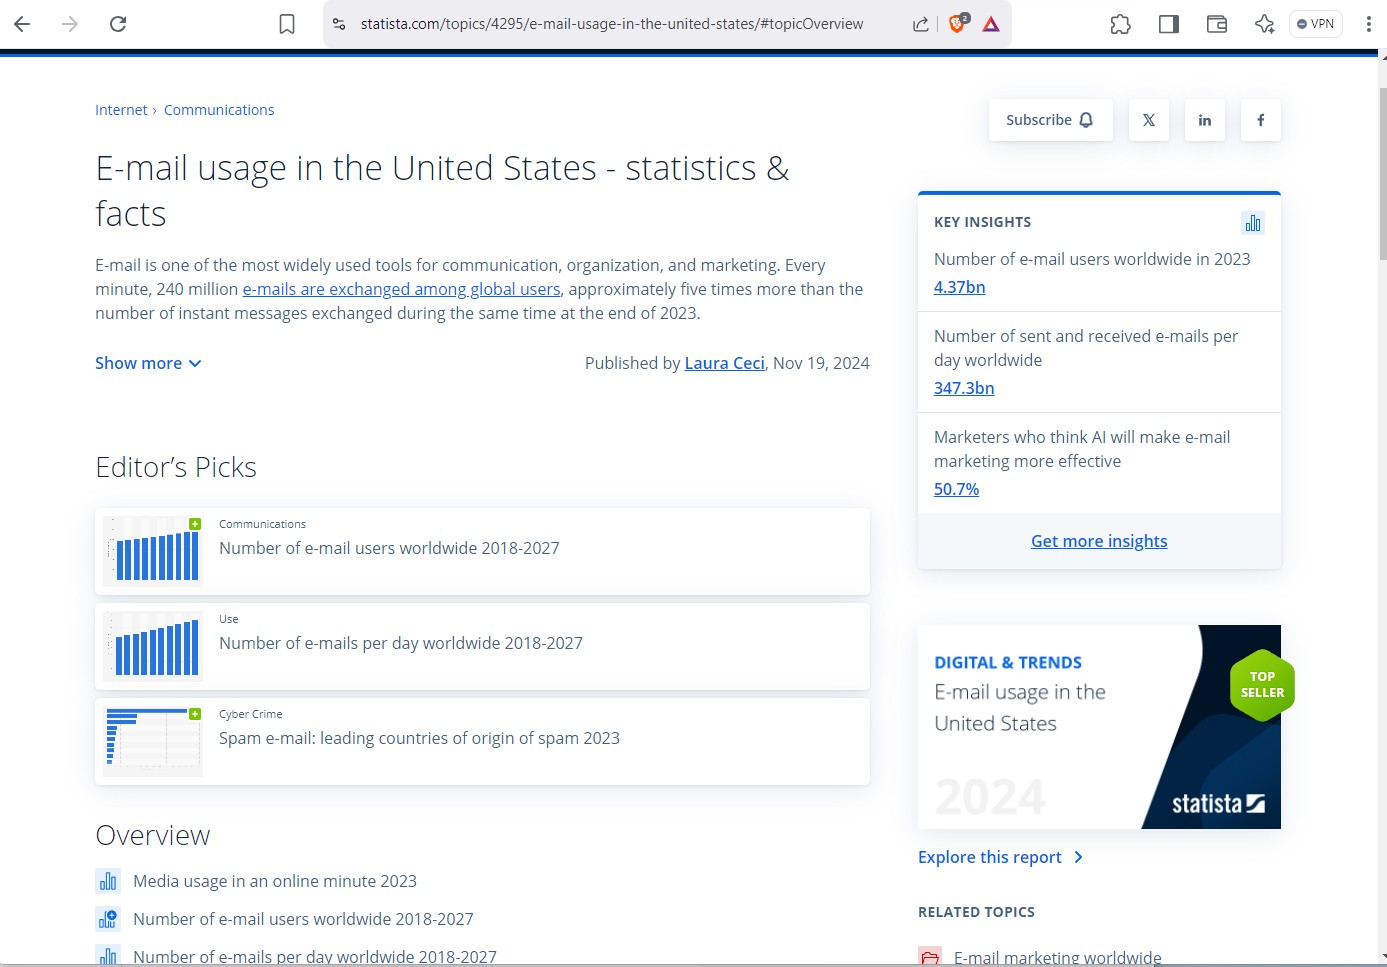 statista.com/topics/4295/e-mail-usage-in-the-united-states/#topicOverview
2
VPN
Internet › Communications
Subscribe
𝕏
in
f
E-mail usage in the United States - statistics &
facts
E-mail is one of the most widely used tools for communication, organization, and marketing. Every
minute, 240 million e-mails are exchanged among global users, approximately five times more than the
number of instant messages exchanged during the same time at the end of 2023.
Show more
Published by Laura Ceci, Nov 19, 2024
Editor’s Picks
Communications
Number of e-mail users worldwide 2018-2027
Use
Number of e-mails per day worldwide 2018-2027
Cyber Crime
Spam e-mail: leading countries of origin of spam 2023
Overview
Media usage in an online minute 2023
Number of e-mail users worldwide 2018-2027
Number of e-mails per day worldwide 2018-2027
KEY INSIGHTS
Number of e-mail users worldwide in 2023
4.37bn
Number of sent and received e-mails per
day worldwide
347.3bn
Marketers who think AI will make e-mail
marketing more effective
50.7%
Get more insights
DIGITAL & TRENDS
E-mail usage in the
United States
TOP
SELLER
2024
statista
Explore this report
RELATED TOPICS
E-mail marketing worldwide